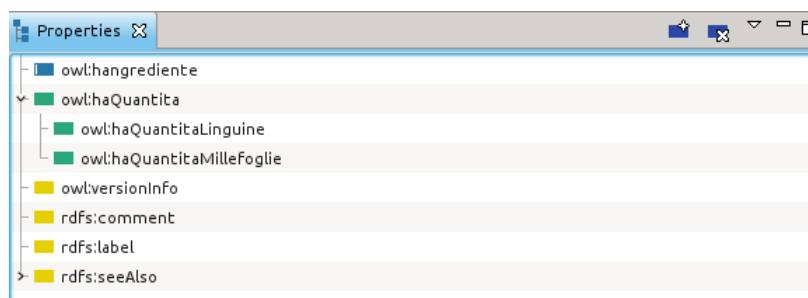 Properties
owl:hangrediente
owl:haQuantita
owl:haQuantitaLinguine
owl:haQuantitaMillefoglie
owl:versionInfo
rdfs:comment
rdfs:label
rdfs:seeAlso